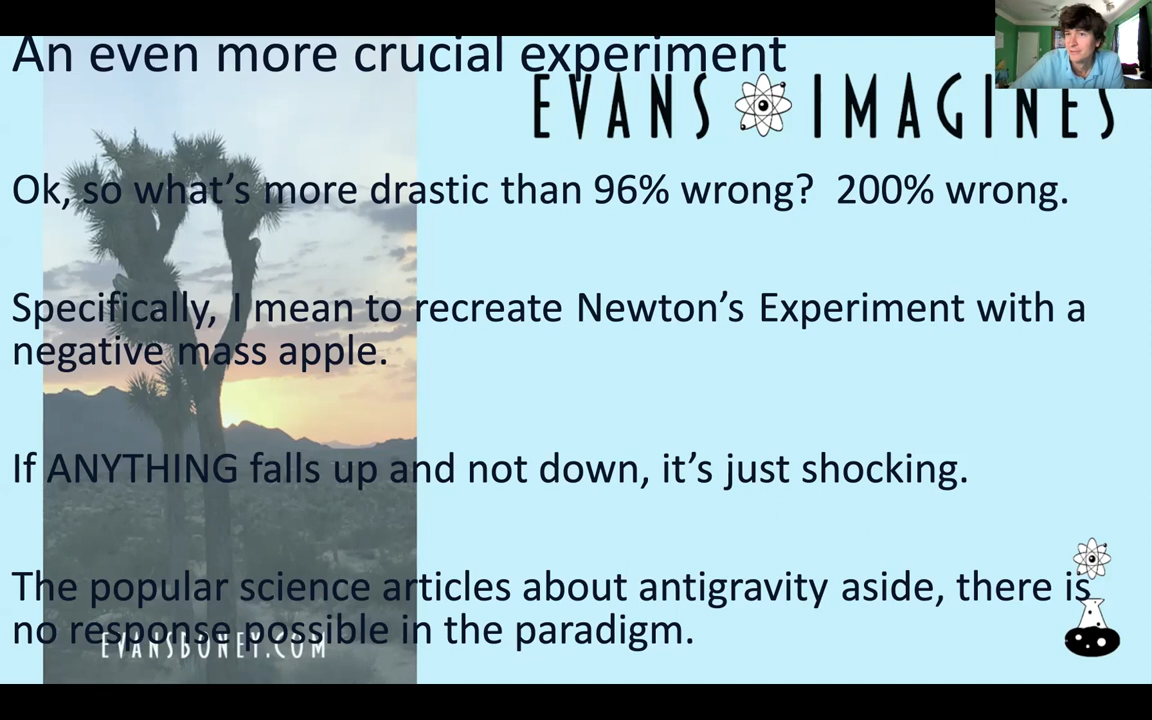 An even more crucial experiment
EVANS IMAGINES
Ok, so what's more drastic than 96% wrong?  200% wrong.
Specifically, I mean to recreate Newton's Experiment with a
negative mass apple.
If ANYTHING falls up and not down, it's just shocking.
The popular science articles about antigravity aside, there is
no response possible in the paradigm.
EVANSBONEY.COM